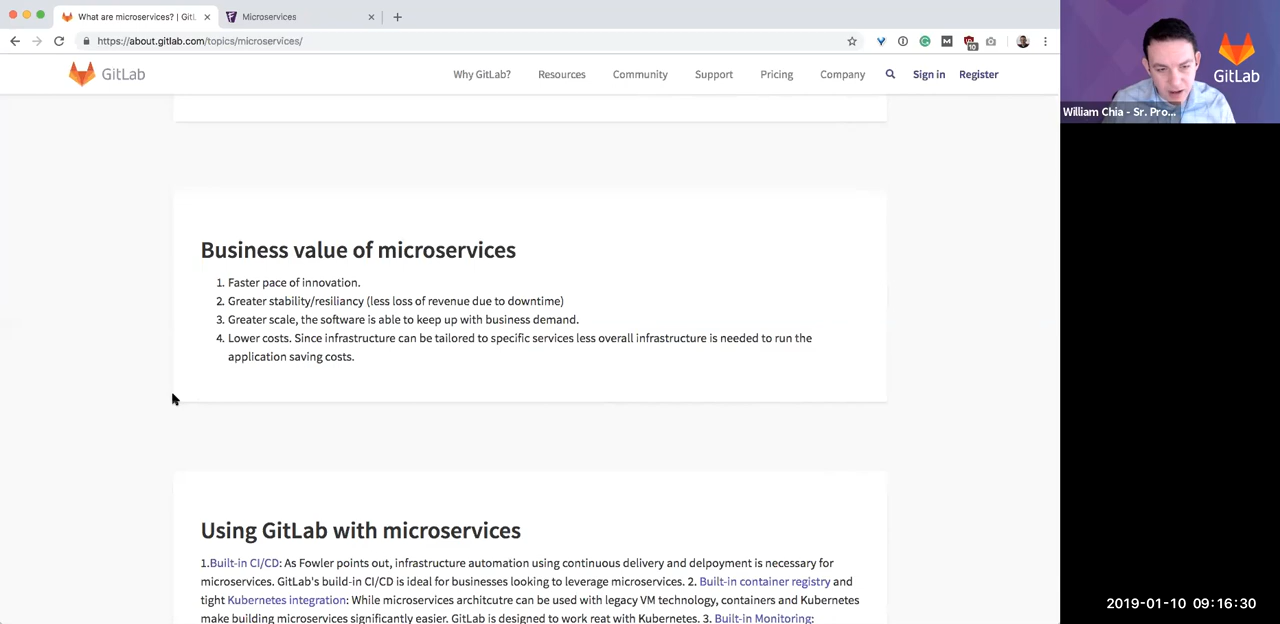 What are microservices? | GitL
Microservices
https://about.gitlab.com/topics/microservices/
10
GitLab
Why GitLab?
Resources
Community
Support
Pricing
Company
Sign in
Register
GitLab
William Chia - Sr. Pro...
Business value of microservices
1. Faster pace of innovation.
2. Greater stability/resiliancy (less loss of revenue due to downtime)
3. Greater scale, the software is able to keep up with business demand.
4. Lower costs. Since infrastructure can be tailored to specific services less overall infrastructure is needed to run the
application saving costs.
Using GitLab with microservices
1.Built-in CI/CD: As Fowler points out, infrastructure automation using continuous delivery and delpoyment is necessary for
microservices. GitLab's build-in CI/CD is ideal for businesses looking to leverage microservices. 2. Built-in container registry and
tight Kubernetes integration: While microservices architcutre can be used with legacy VM technology, containers and Kubernetes
make building microservices significantly easier. GitLab is designed to work reat with Kubernetes. 3. Built-in Monitoring:
2019-01-10 09:16:30